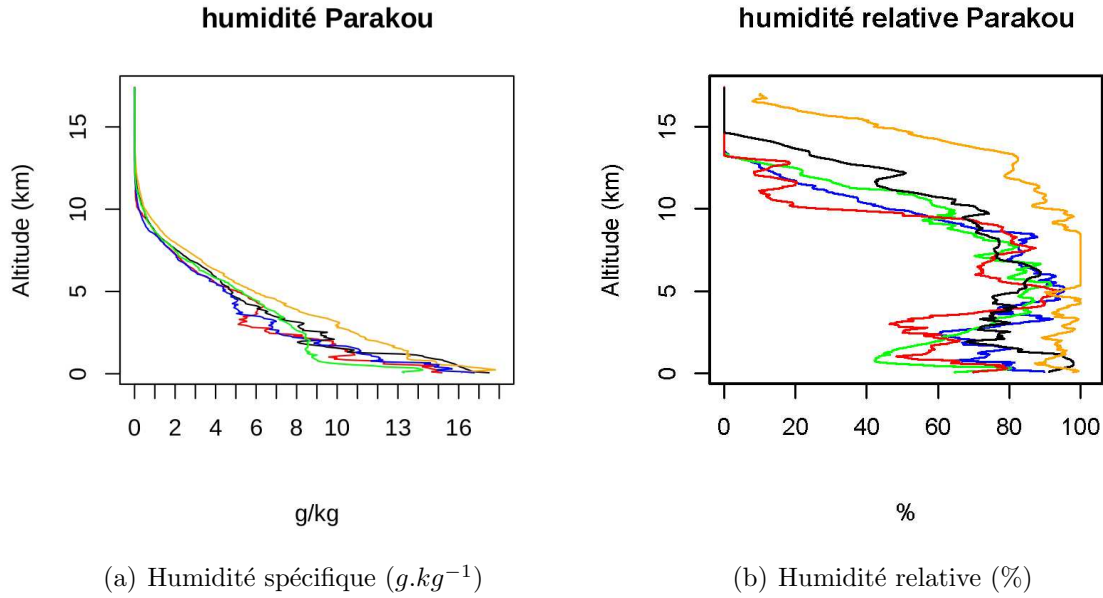 humidité Parakou
Altitude (km)
15
10
5
0
0 2 4 6 8 10 13 16
g/kg
(a) Humidité spécifique (g.kg⁻¹)
humidité relative Parakou
Altitude (km)
15
10
5
0
0 20 40 60 80 100
%
(b) Humidité relative (%)